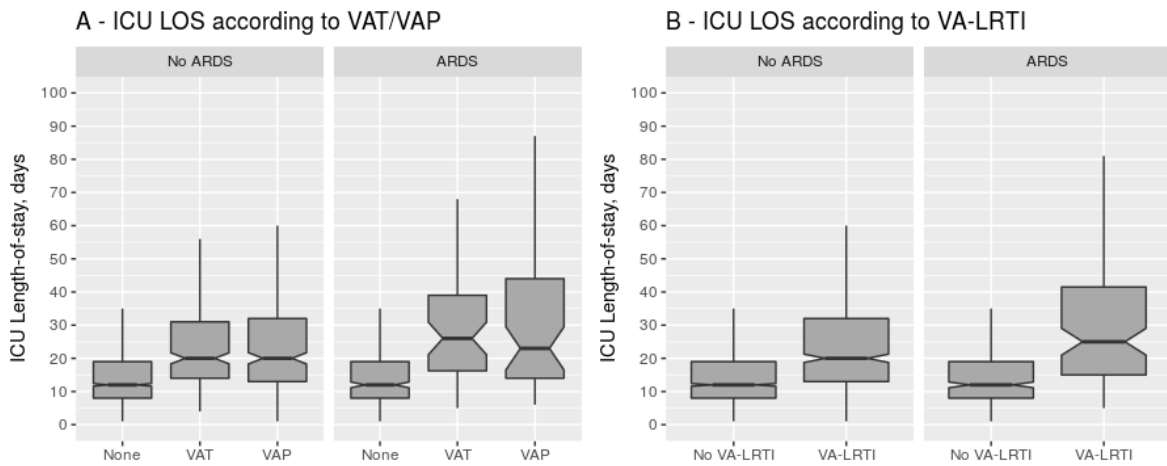 A - ICU LOS according to VAT/VAP
No ARDS
ARDS
ICU Length-of-stay, days
100
90
80
70
60
50
40
30
20
10
0
None
VAT
VAP
None
VAT
VAP
B - ICU LOS according to VA-LRTI
No ARDS
ARDS
ICU Length-of-stay, days
100
90
80
70
60
50
40
30
20
10
0
No VA-LRTI
VA-LRTI
No VA-LRTI
VA-LRTI